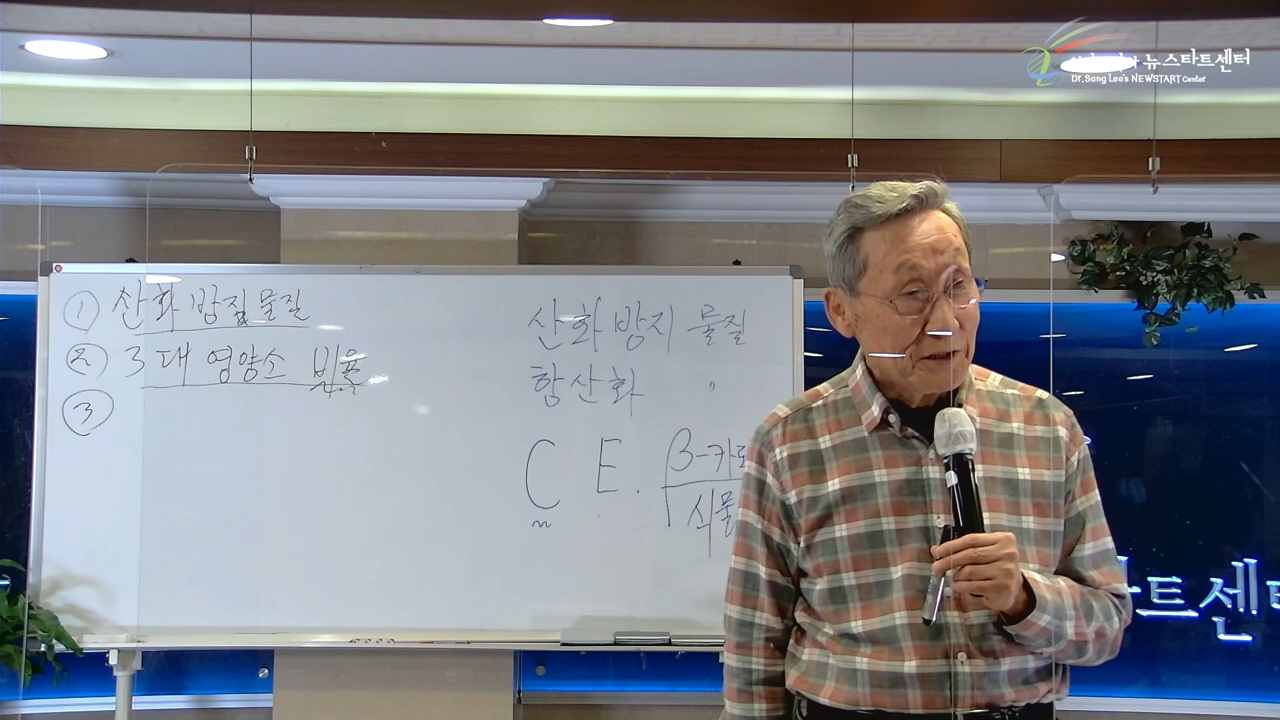 뉴스타트센터
Dr.Sang Lee's NEWSTART Center
① 산화방지물질
② 3대 영양소 비율
③
산화방지 물질
항산화 〃
C E. β-카로
식물
타트센